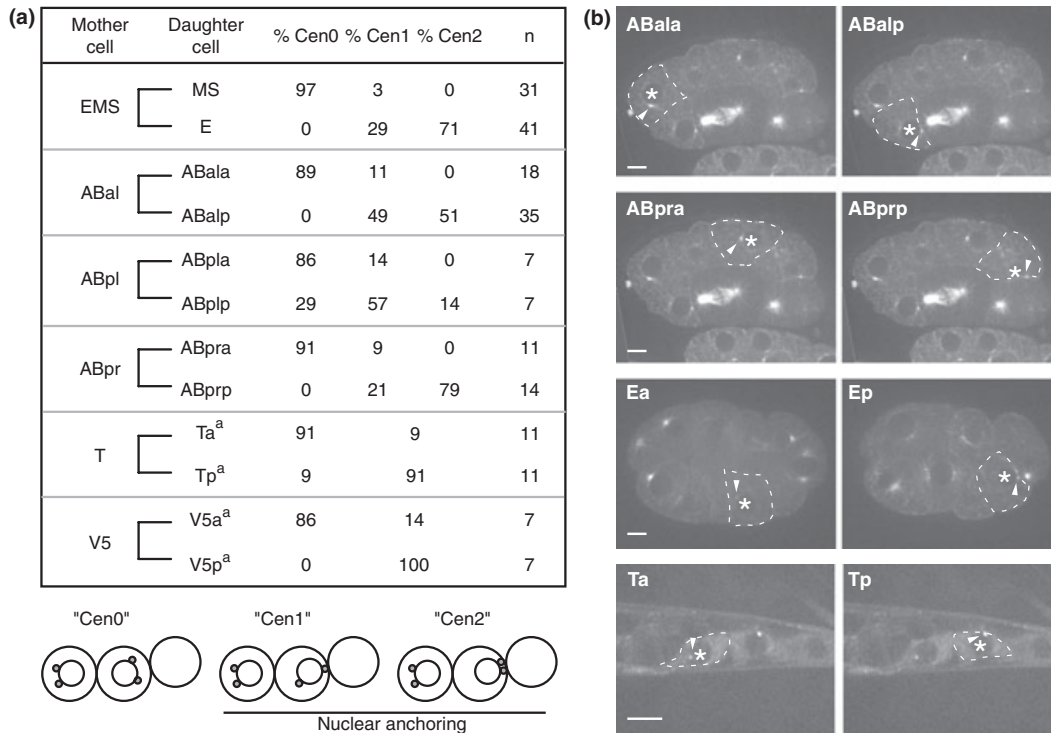 (a)
Mother cell Daughter cell % Cen0 % Cen1 % Cen2 n
EMS
MS 97 3 0 31
E 0 29 71 41
ABal
ABala 89 11 0 18
ABalp 0 49 51 35
ABpl
ABpla 86 14 0 7
ABplp 29 57 14 7
ABpr
ABpra 91 9 0 11
ABprp 0 21 79 14
T
Ta^a 91 9 11
Tp^a 9 91 11
V5
V5a^a 86 14 7
V5p^a 0 100 7
"Cen0" "Cen1" "Cen2"
Nuclear anchoring
(b)
ABala ABalp
*
*
ABpra ABprp
*
*
Ea Ep
*
*
Ta Tp
*
*